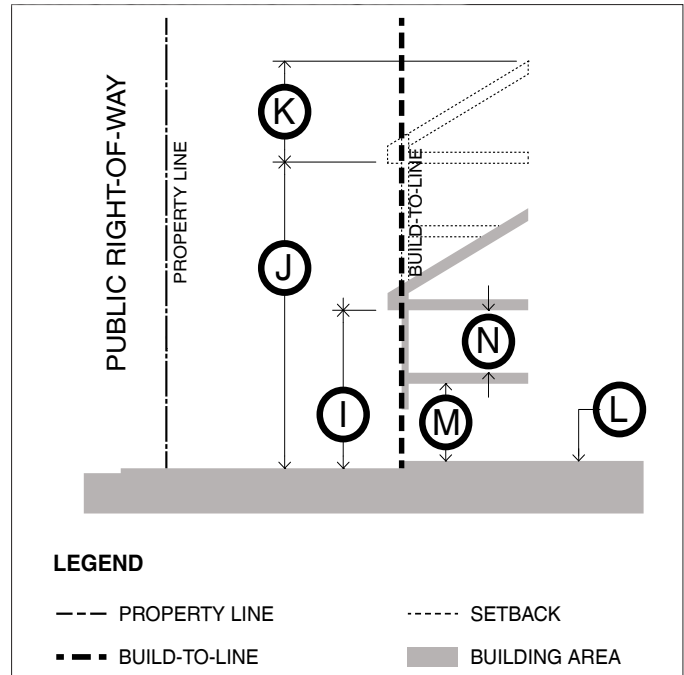 PUBLIC RIGHT-OF-WAY
PROPERTY LINE
BUILD-TO-LINE
K
J
N
I
M
L
LEGEND
PROPERTY LINE
SETBACK
BUILD-TO-LINE
BUILDING AREA